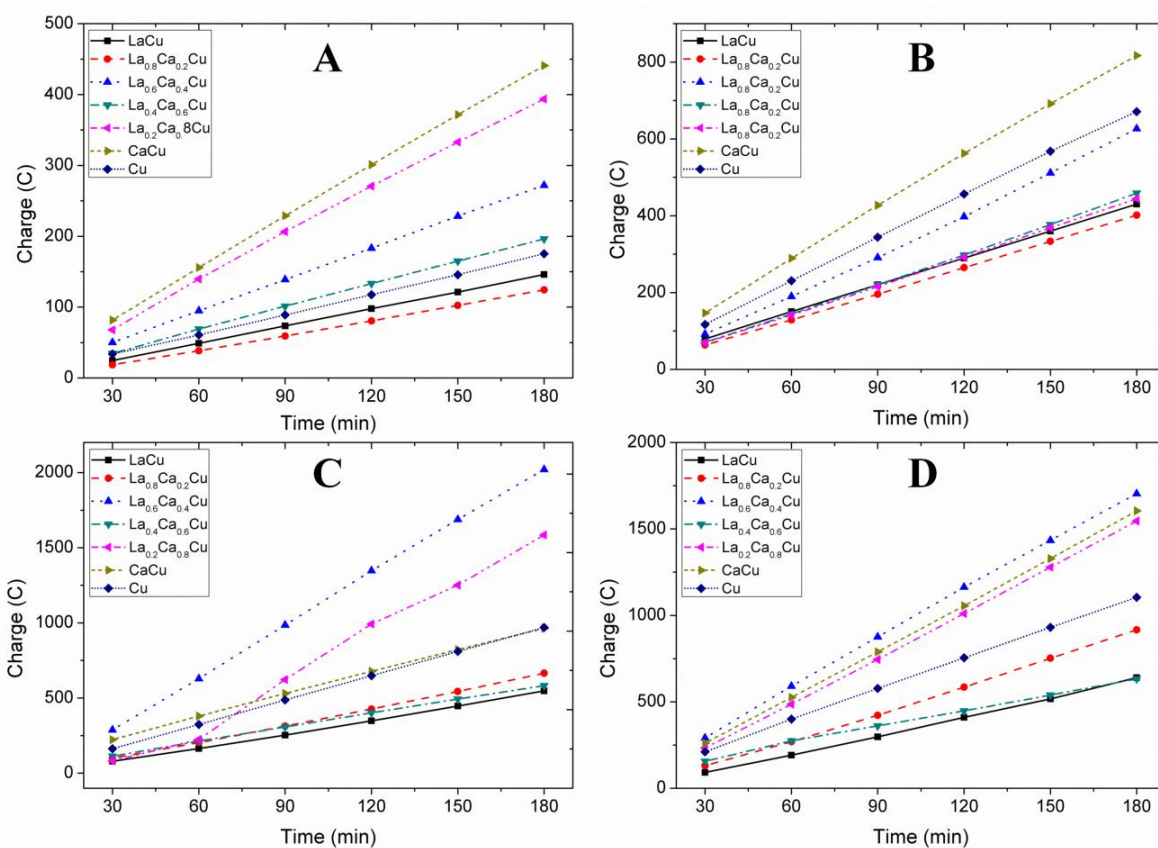 A
Charge (C)
500
400
300
200
100
0
LaCu
La0.8Ca0.2Cu
La0.6Ca0.4Cu
La0.4Ca0.6Cu
La0.2Ca0.8Cu
CaCu
Cu
30 60 90 120 150 180
Time (min)
B
Charge (C)
800
600
400
200
0
LaCu
La0.8Ca0.2Cu
La0.8Ca0.2Cu
La0.8Ca0.2Cu
La0.8Ca0.2Cu
CaCu
Cu
30 60 90 120 150 180
Time (min)
C
Charge (C)
2000
1500
1000
500
0
LaCu
La0.8Ca0.2Cu
La0.6Ca0.4Cu
La0.4Ca0.6Cu
La0.2Ca0.8Cu
CaCu
Cu
30 60 90 120 150 180
Time (min)
D
Charge (C)
2000
1500
1000
500
0
LaCu
La0.8Ca0.2Cu
La0.6Ca0.4Cu
La0.4Ca0.6Cu
La0.2Ca0.8Cu
CaCu
Cu
30 60 90 120 150 180
Time (min)